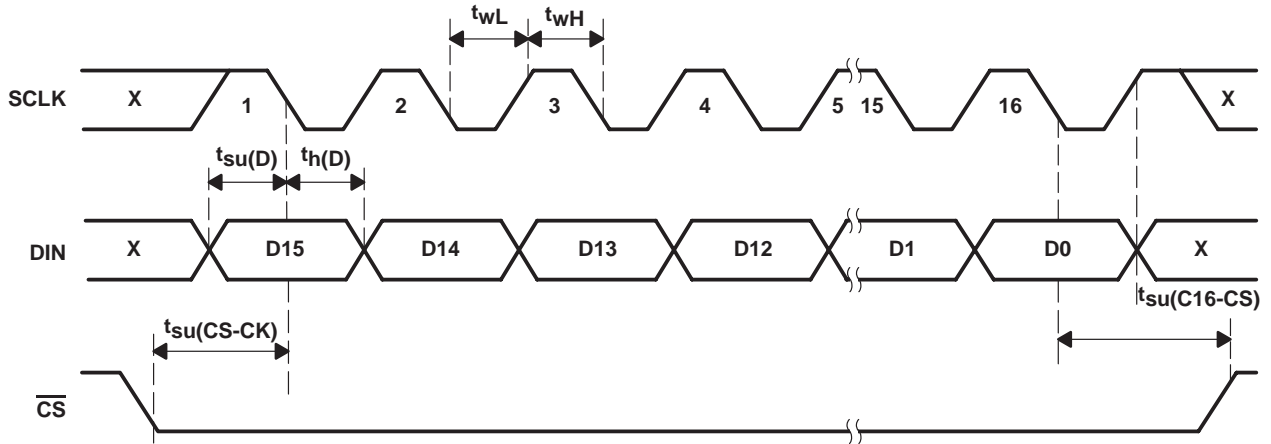 twL twH
SCLK X 1 2 3 4 5 15 16 X
tsu(D) th(D)
DIN X D15 D14 D13 D12 D1 D0 X
tsu(C16-CS)
tsu(CS-CK)
CS